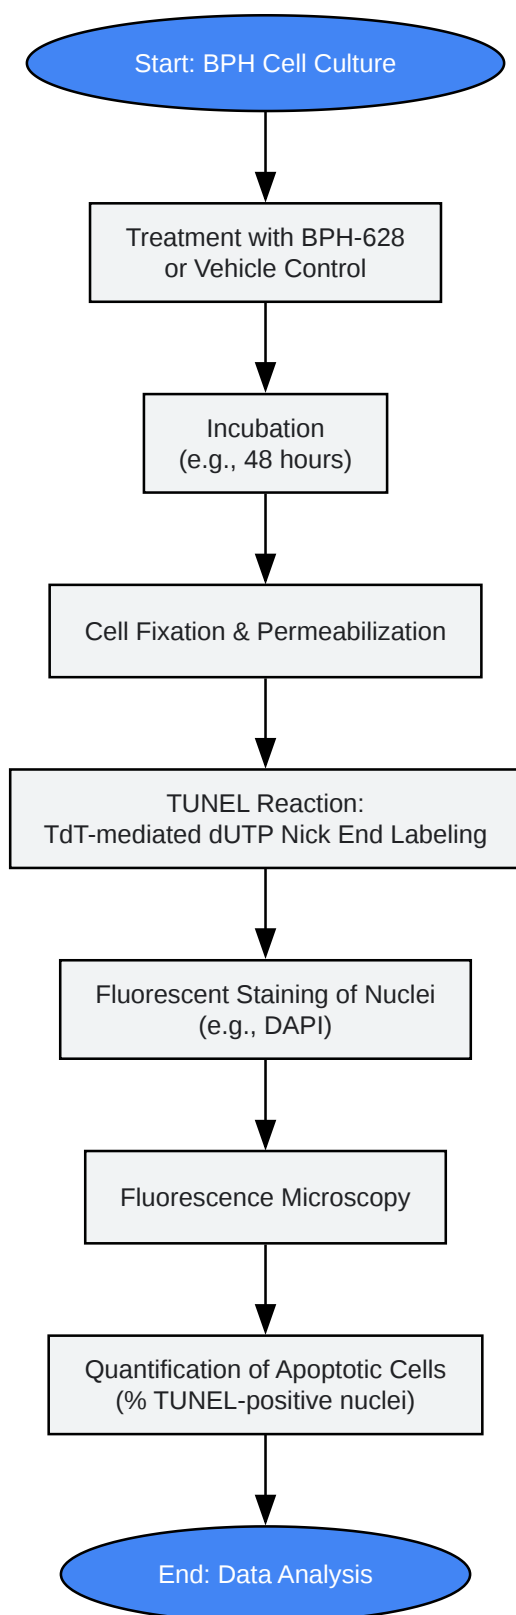 Start: BPH Cell Culture
Treatment with BPH-628
or Vehicle Control
Incubation
(e.g., 48 hours)
Cell Fixation & Permeabilization
TUNEL Reaction:
TdT-mediated dUTP Nick End Labeling
Fluorescent Staining of Nuclei
(e.g., DAPI)
Fluorescence Microscopy
Quantification of Apoptotic Cells
(% TUNEL-positive nuclei)
End: Data Analysis